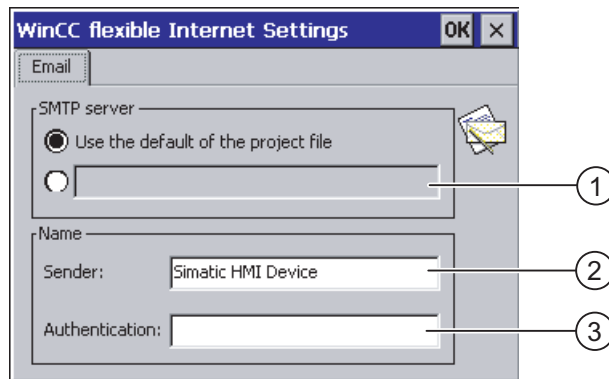 WinCC flexible Internet Settings OK ×
Email
SMTP server
Use the default of the project file
1
Name
Sender: Simatic HMI Device
2
Authentication:
3